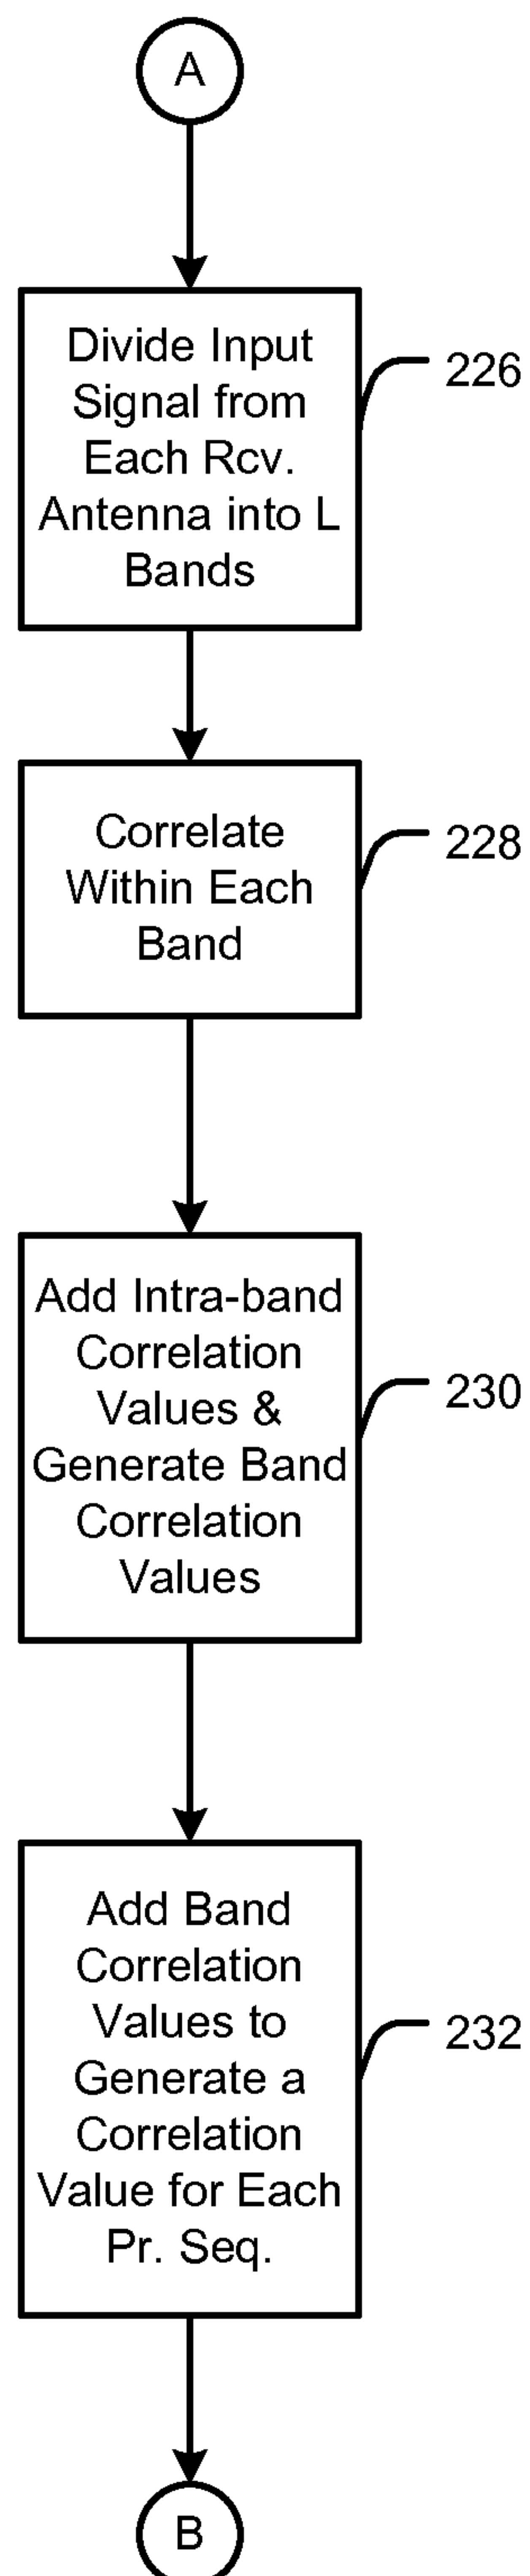 A
Divide Input
Signal from
Each Rcv.
Antenna into L
Bands
226
Correlate
Within Each
Band
228
Add Intra-band
Correlation
Values &
Generate Band
Correlation
Values
230
Add Band
Correlation
Values to
Generate a
Correlation
Value for Each
Pr. Seq.
232
B